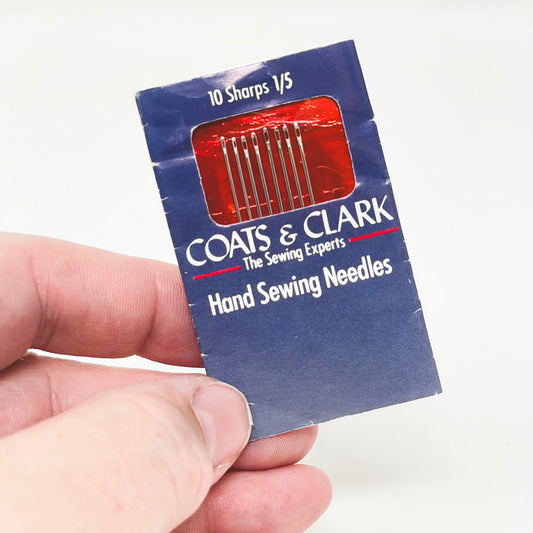 10 Sharps 1/5
COATS & CLARK
The Sewing Experts
Hand Sewing Needles